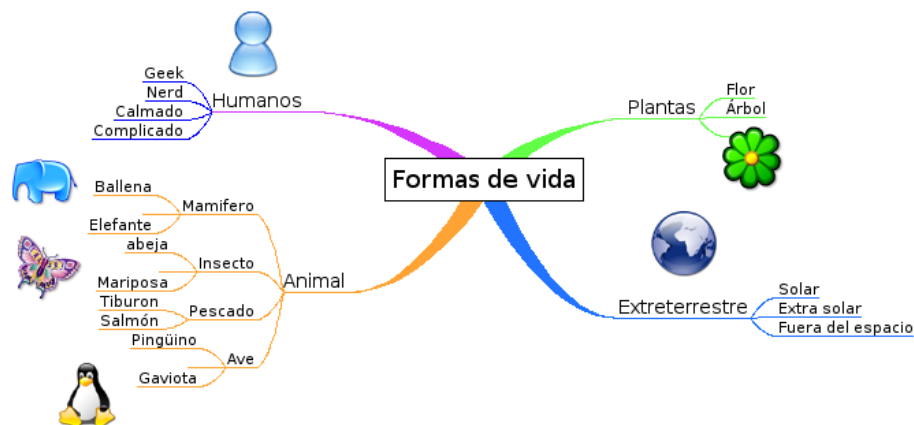 Formas de vida
Humanos
Geek
Nerd
Calmado
Complicado
Plantas
Flor
Árbol
Animal
Mamifero
Ballena
Elefante
Insecto
abeja
Mariposa
Pescado
Tiburon
Salmón
Ave
Pingüino
Gaviota
Extreterrestre
Solar
Extra solar
Fuera del espacio